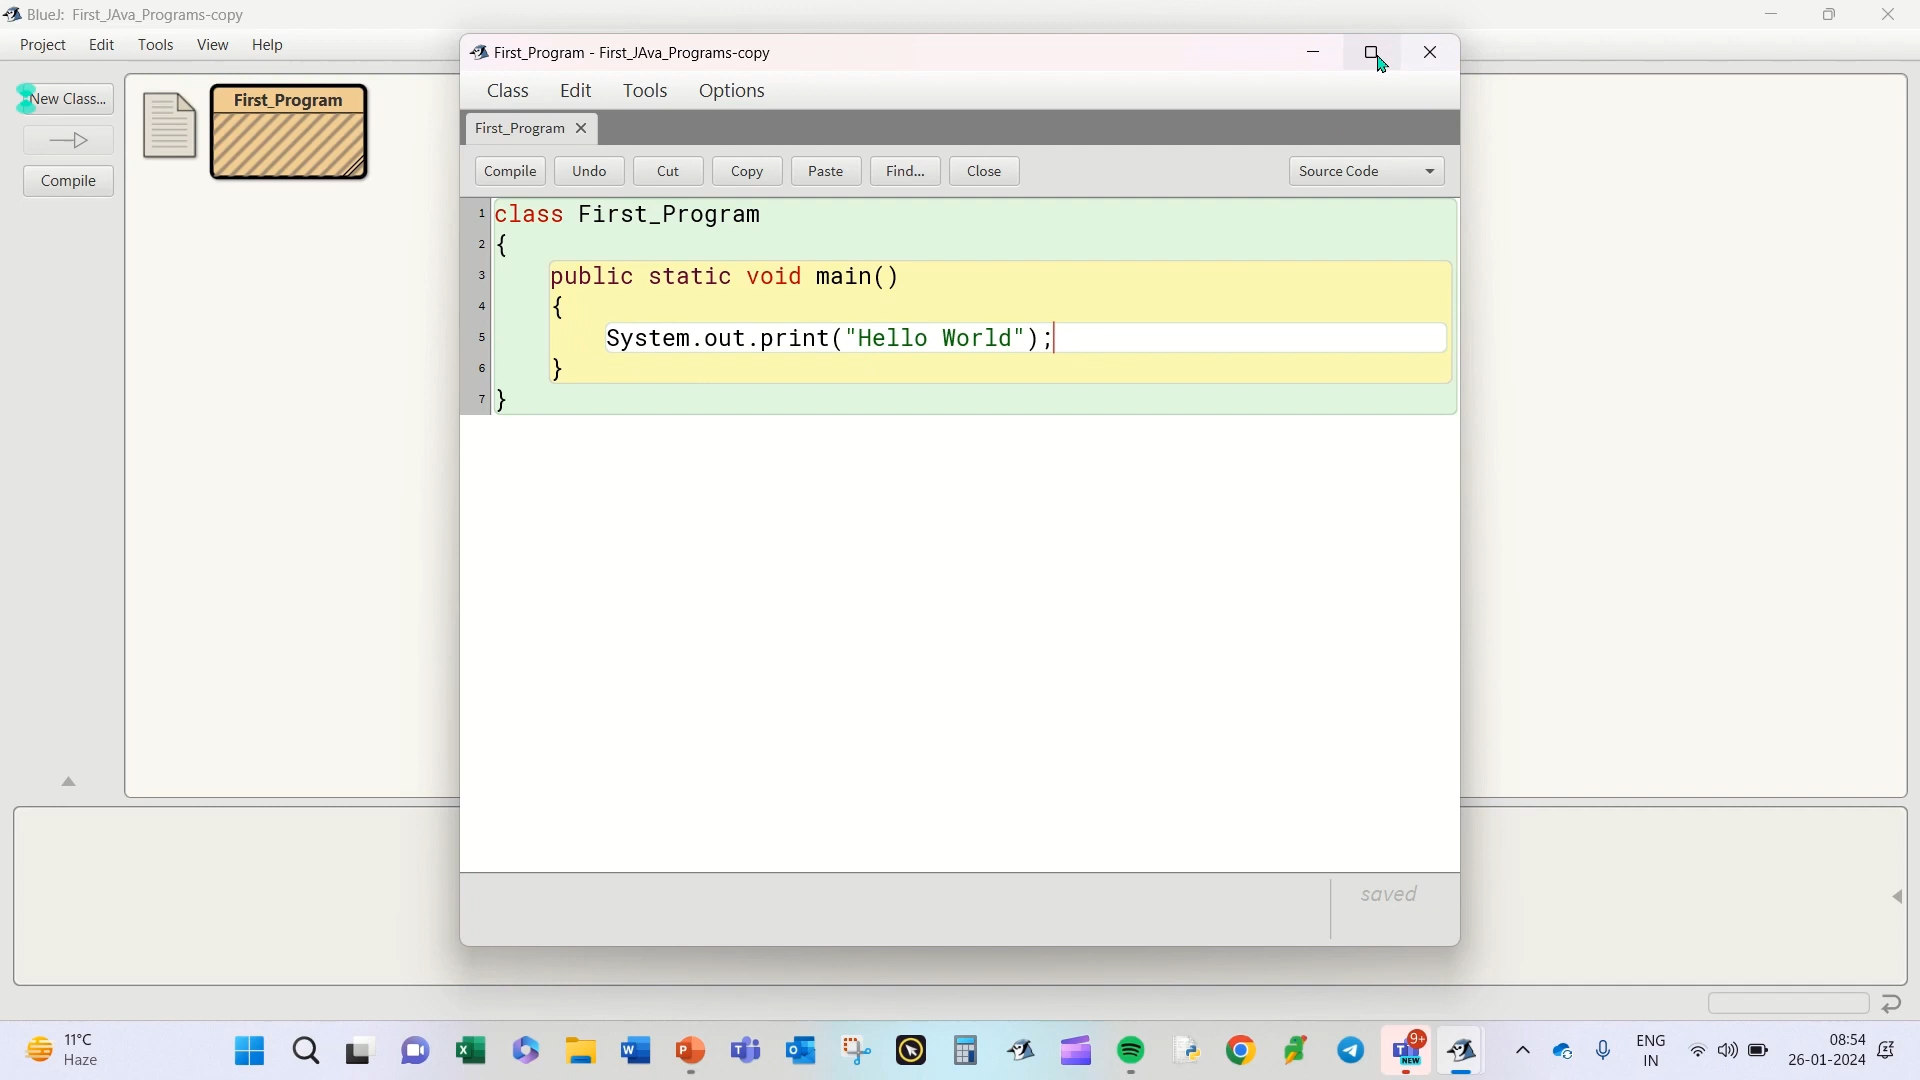 BlueJ: First_JAva_Programs-copy
Project Edit Tools View Help
New Class...
Compile
First_Program
First_Program - First_JAva_Programs-copy
Class Edit Tools Options
First_Program
Compile Undo Cut Copy Paste Find... Close Source Code
1 class First_Program
2 {
3 public static void main()
4 {
5 System.out.print("Hello World");
6 }
7 }
saved
11°C
Haze
9+
NEW
ENG
IN
08:54
26-01-2024